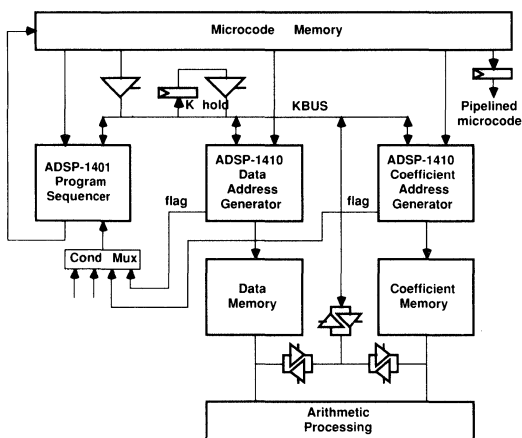 Microcode Memory
K hold
KBUS
Pipelined
microcode
ADSP-1401
Program
Sequencer
flag
ADSP-1410
Data
Address
Generator
flag
ADSP-1410
Coefficient
Address
Generator
Cond Mux
Data
Memory
Coefficient
Memory
Arithmetic
Processing